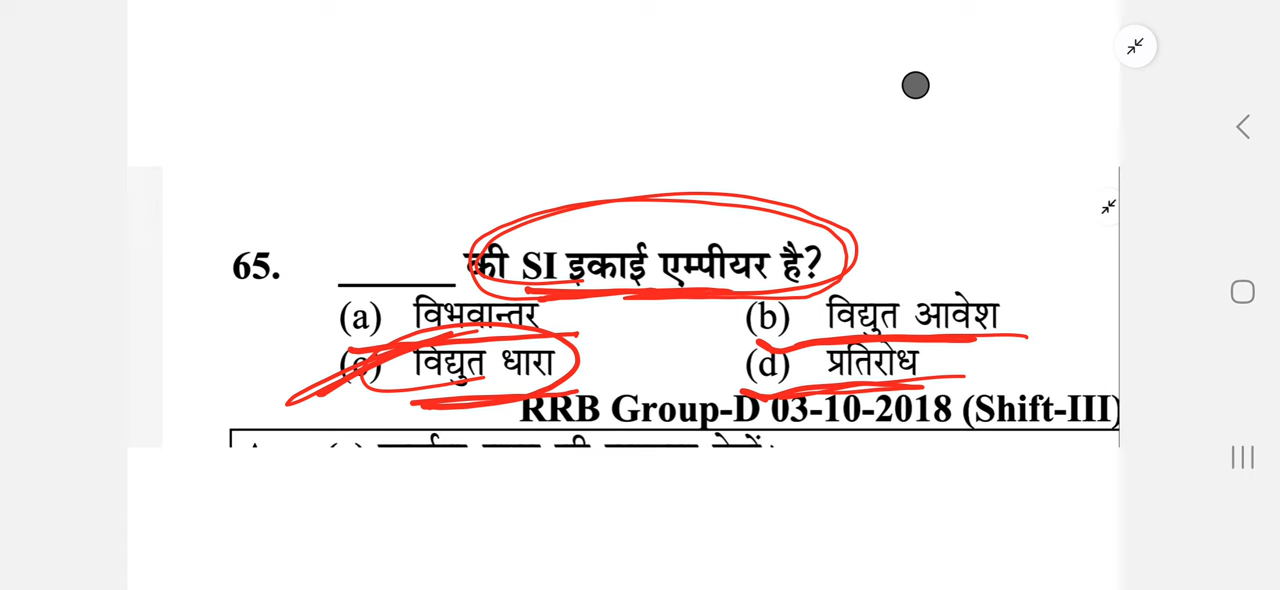 65. ______ की SI इकाई एम्पीयर है?
(a) विभवान्तर (b) विद्युत आवेश
(c) विद्युत धारा (d) प्रतिरोध
RRB Group-D 03-10-2018 (Shift-III)